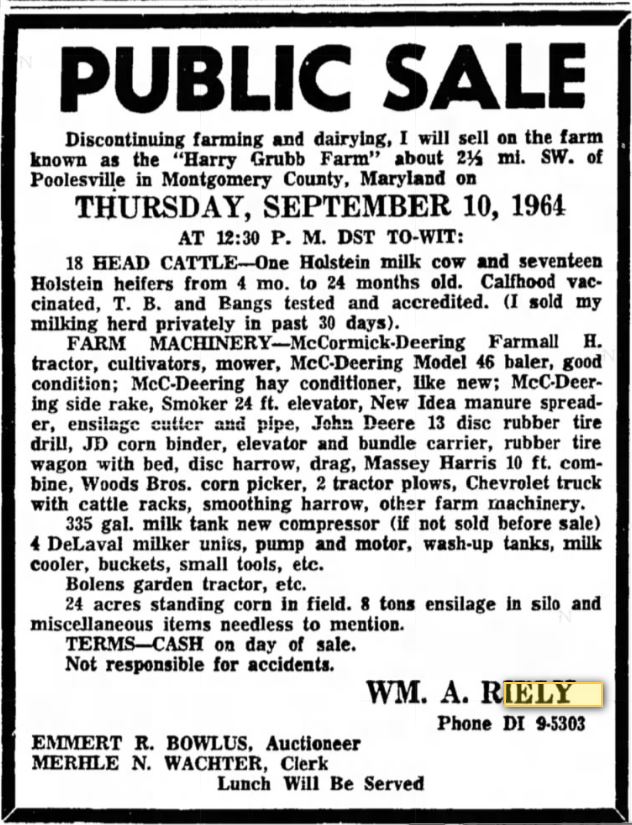 PUBLIC SALE
Discontinuing farming and dairying, I will sell on the farm
known as the "Harry Grubb Farm" about 2½ mi. SW. of
Poolesville in Montgomery County, Maryland on
THURSDAY, SEPTEMBER 10, 1964
AT 12:30 P. M. DST TO-WIT:
18 HEAD CATTLE—One Holstein milk cow and seventeen
Holstein heifers from 4 mo. to 24 months old. Calfhood vac-
cinated, T. B. and Bangs tested and accredited. (I sold my
milking herd privately in past 30 days).
FARM MACHINERY—McCormick-Deering Farmall H.
tractor, cultivators, mower, McC-Deering Model 46 baler, good
condition; McC-Deering hay conditioner, like new; McC-Deer-
ing side rake, Smoker 24 ft. elevator, New Idea manure spread-
er, ensilage cutter and pipe, John Deere 13 disc rubber tire
drill, JD corn binder, elevator and bundle carrier, rubber tire
wagon with bed, disc harrow, drag, Massey Harris 10 ft. com-
bine, Woods Bros. corn picker, 2 tractor plows, Chevrolet truck
with cattle racks, smoothing harrow, other farm machinery.
335 gal. milk tank new compressor (if not sold before sale)
4 DeLaval milker units, pump and motor, wash-up tanks, milk
cooler, buckets, small tools, etc.
Bolens garden tractor, etc.
24 acres standing corn in field. 8 tons ensilage in silo and
miscellaneous items needless to mention.
TERMS—CASH on day of sale.
Not responsible for accidents.
WM. A. RIELY
Phone DI 9-5303
EMMERT R. BOWLUS, Auctioneer
MERHLE N. WACHTER, Clerk
Lunch Will Be Served